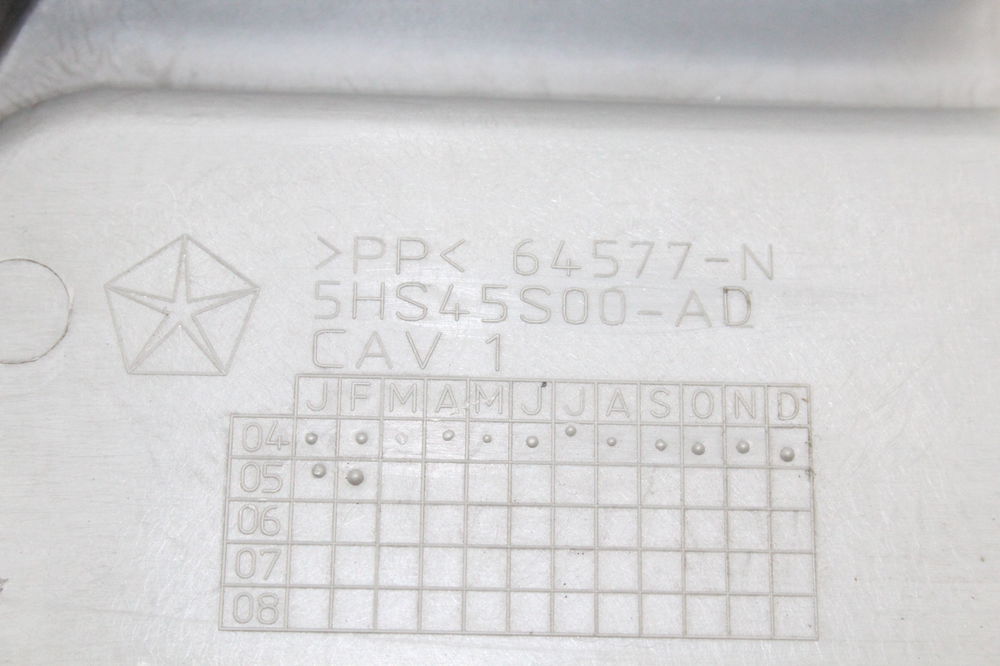 >PP< 64577-N
5HS45S00-AD
CAV 1
J F M A M J J A S O N D
04
05
06
07
08